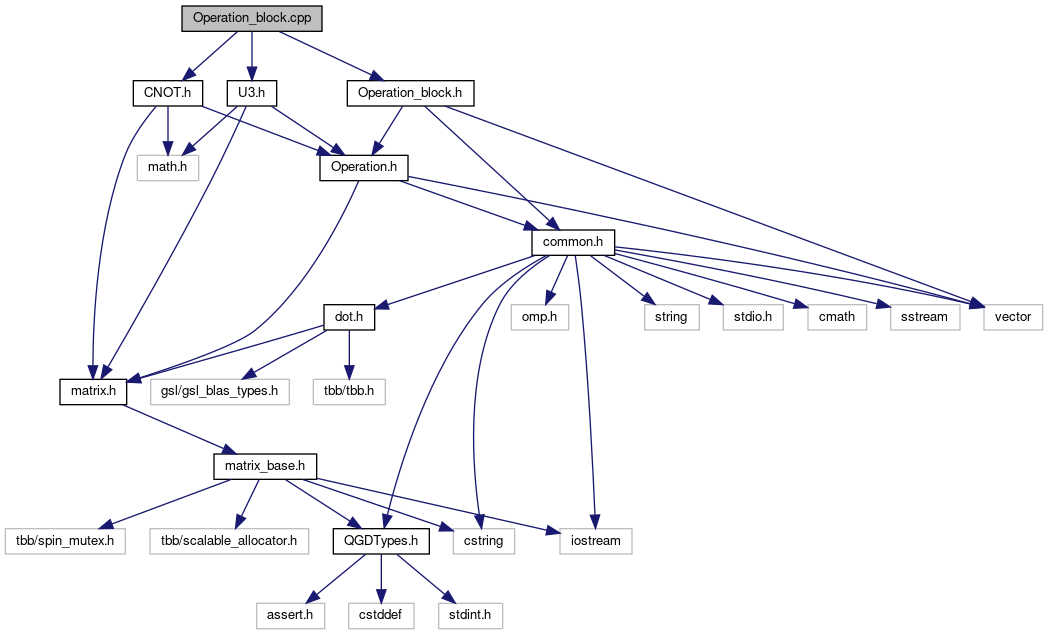 Operation_block.cpp
CNOT.h
U3.h
Operation_block.h
math.h
Operation.h
common.h
dot.h
omp.h
string
stdio.h
cmath
sstream
vector
matrix.h
gsl/gsl_blas_types.h
tbb/tbb.h
matrix_base.h
tbb/spin_mutex.h
tbb/scalable_allocator.h
QGDTypes.h
cstring
iostream
assert.h
cstddef
stdint.h